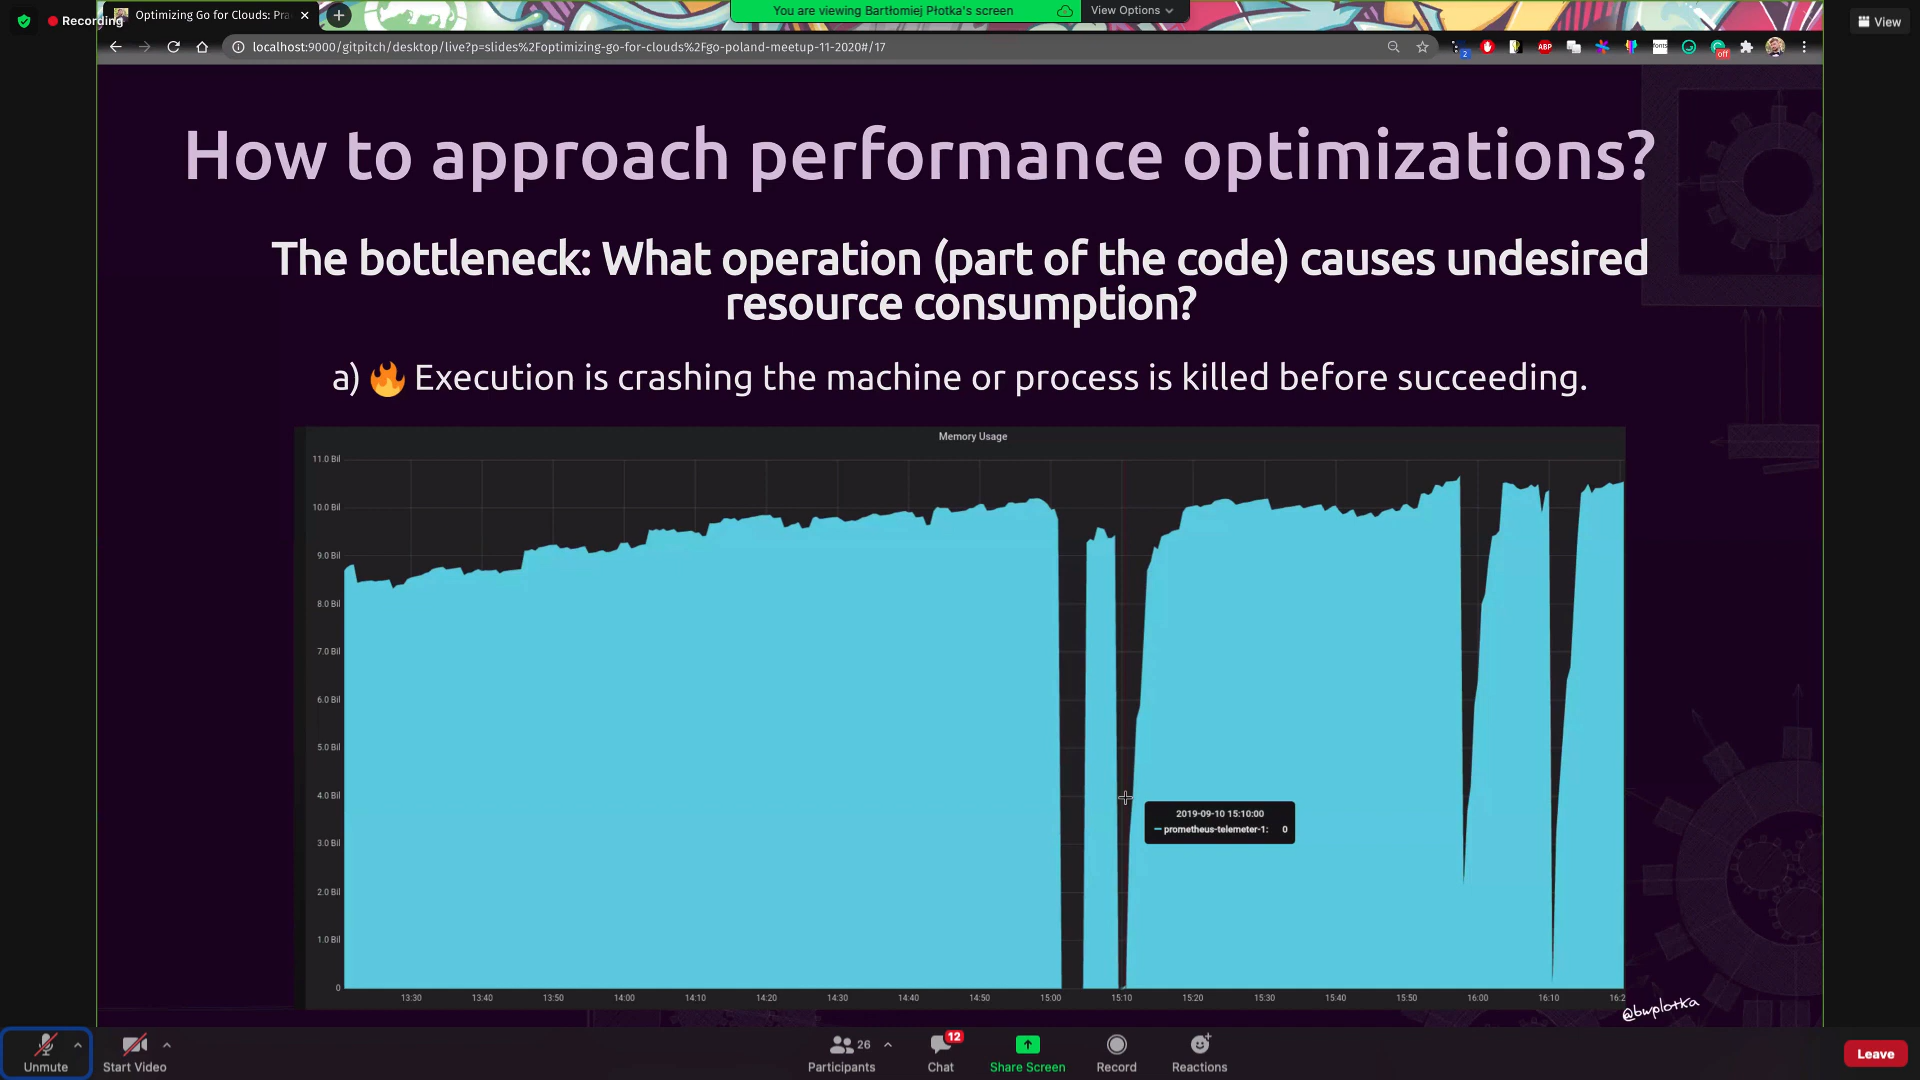 Recording
Optimizing Go for Clouds: Pra
You are viewing Bartłomiej Płotka's screen
View Options
View
localhost:9000/gitpitch/desktop/live?p=slides%2Foptimizing-go-for-clouds%2Fgo-poland-meetup-11-2020#/17
2
ABP
fonts
off
How to approach performance optimizations?
The bottleneck: What operation (part of the code) causes undesired
resource consumption?
a) 🔥 Execution is crashing the machine or process is killed before succeeding.
Memory Usage
11.0 Bil
10.0 Bil
9.0 Bil
8.0 Bil
7.0 Bil
6.0 Bil
5.0 Bil
4.0 Bil
3.0 Bil
2.0 Bil
1.0 Bil
0
2019-09-10 15:10:00
prometheus-telemeter-1: 0
13:30 13:40 13:50 14:00 14:10 14:20 14:30 14:40 14:50 15:00 15:10 15:20 15:30 15:40 15:50 16:00 16:10 16:2
@bwplotka
Unmute
Start Video
Participants 26
Chat 12
Share Screen
Record
Reactions
Leave